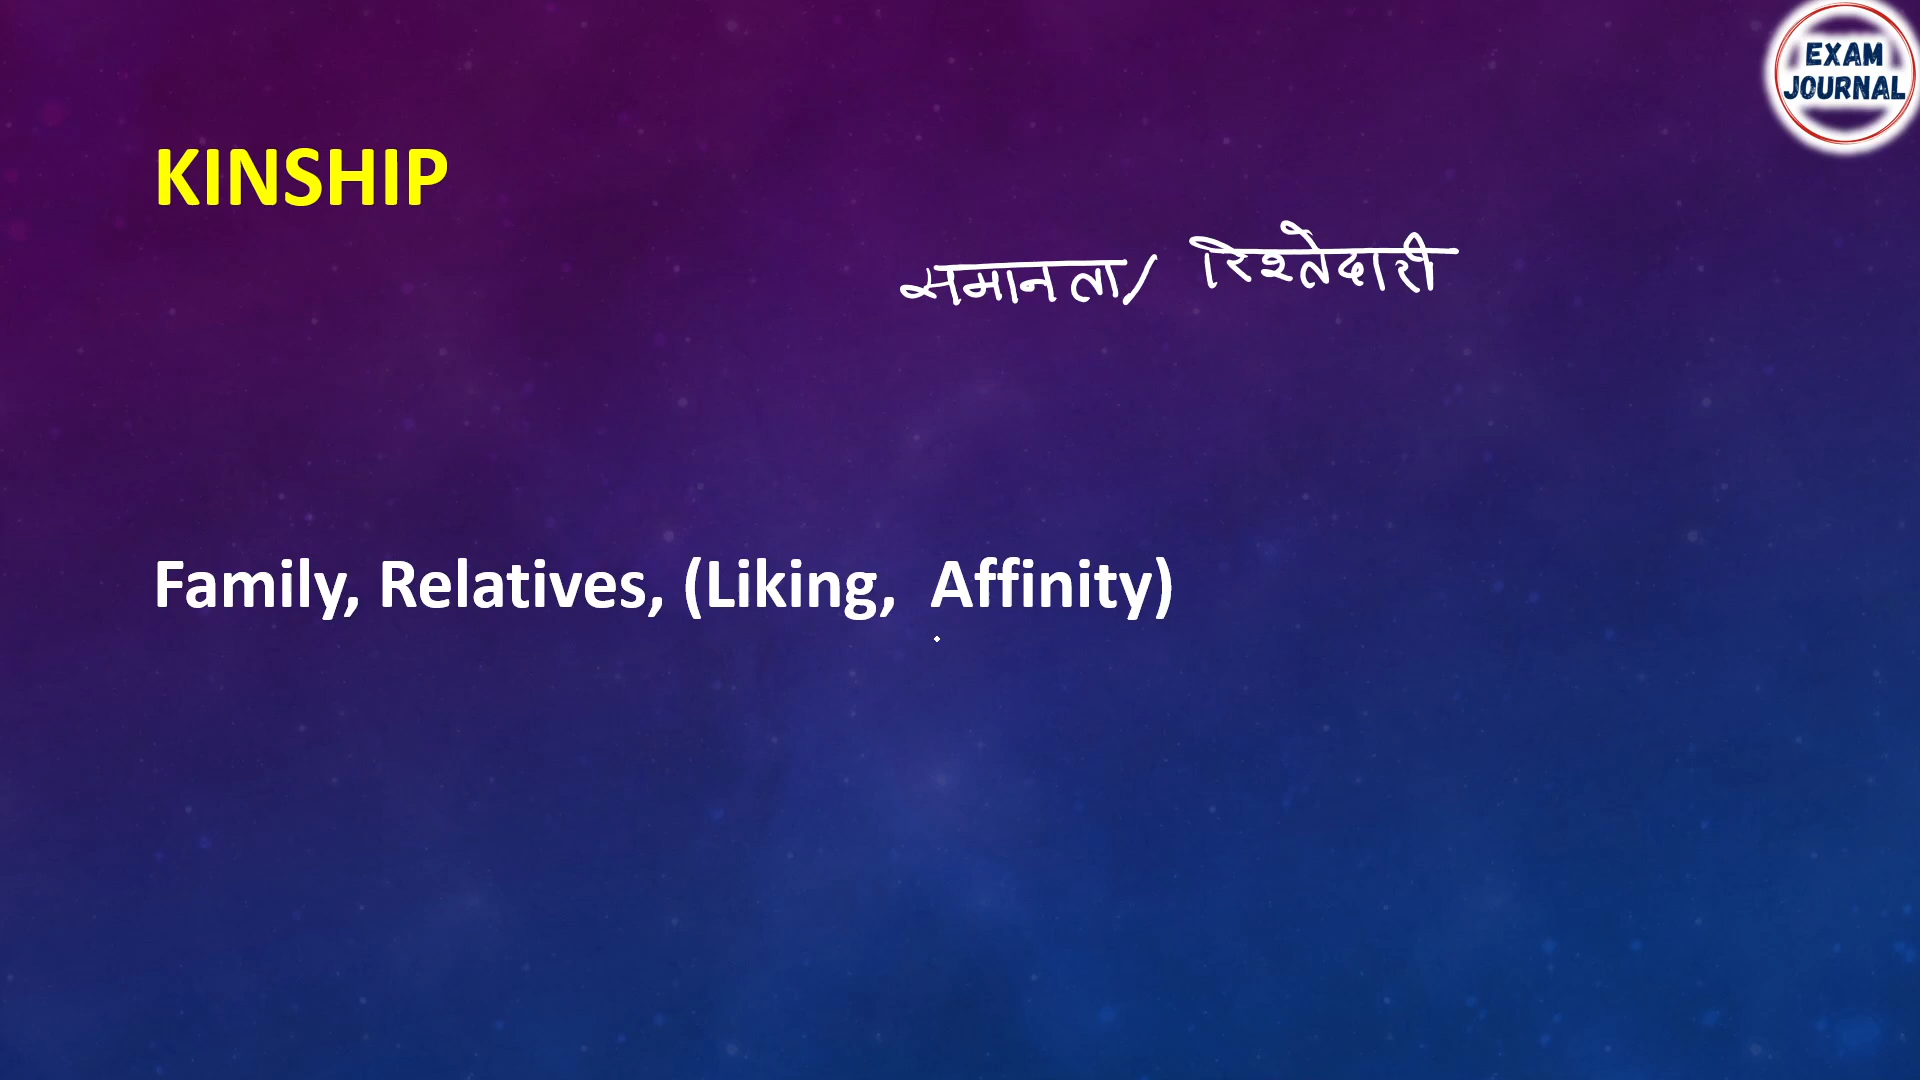 EXAM
JOURNAL
KINSHIP
समानता/ रिश्तेदारी
Family, Relatives, (Liking, Affinity)